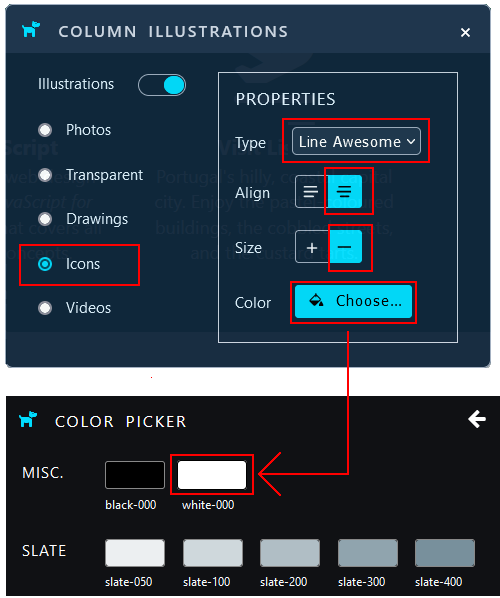 COLUMN ILLUSTRATIONS ×
Illustrations
PROPERTIES
Photos
Type Line Awesome
Transparent
Align
Drawings
Size + −
Icons
Color Choose...
Videos
COLOR PICKER
MISC.
black-000 white-000
SLATE
slate-050 slate-100 slate-200 slate-300 slate-400